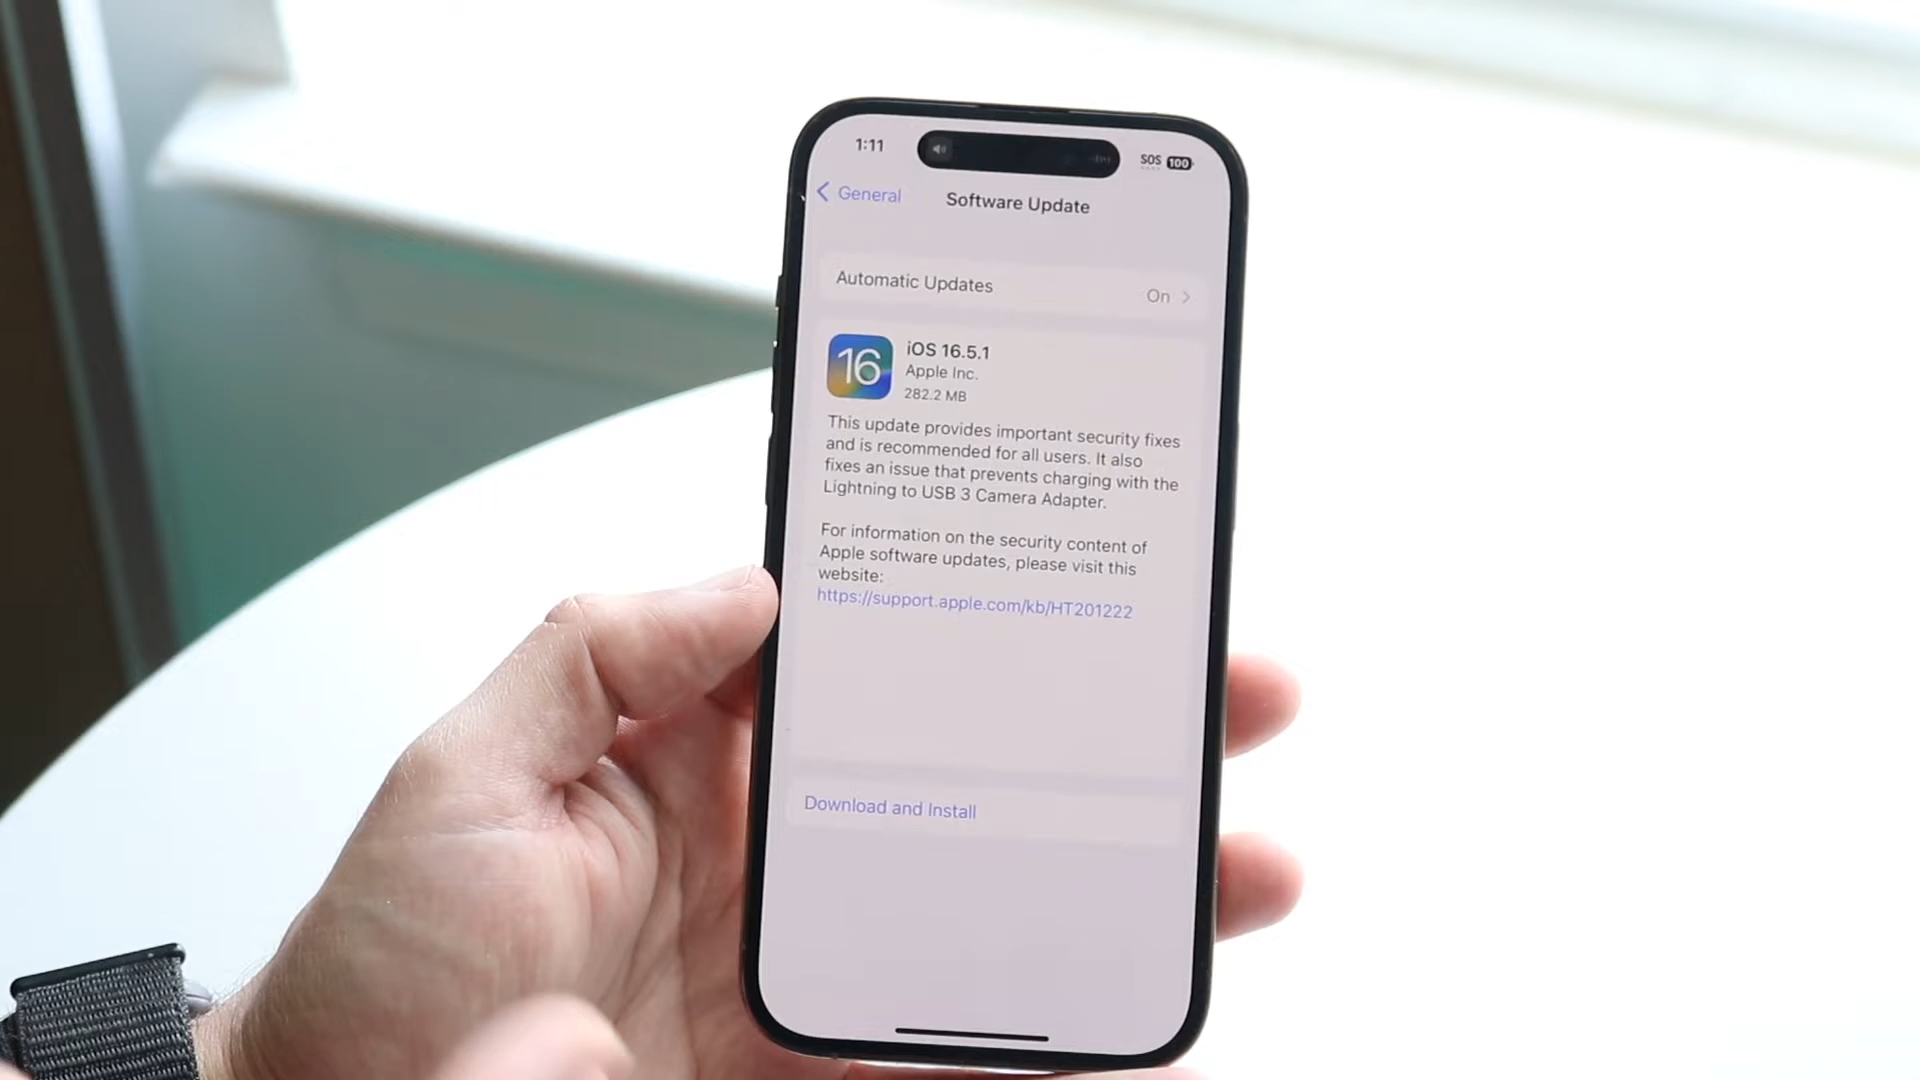 1:11
SOS 100
General
Software Update
Automatic Updates
On
16
iOS 16.5.1
Apple Inc.
282.2 MB
This update provides important security fixes
and is recommended for all users. It also
fixes an issue that prevents charging with the
Lightning to USB 3 Camera Adapter.
For information on the security content of
Apple software updates, please visit this
website:
https://support.apple.com/kb/HT201222
Download and Install